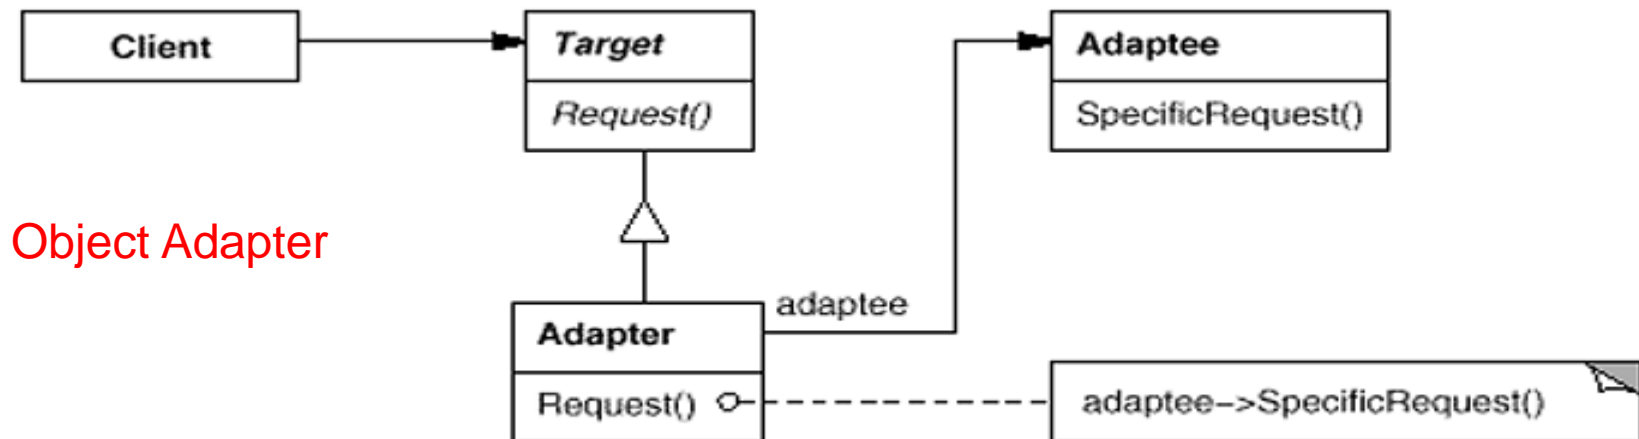 Client
Target
Request()
Adaptee
SpecificRequest()
Object Adapter
adaptee
Adapter
Request()
adaptee–>SpecificRequest()